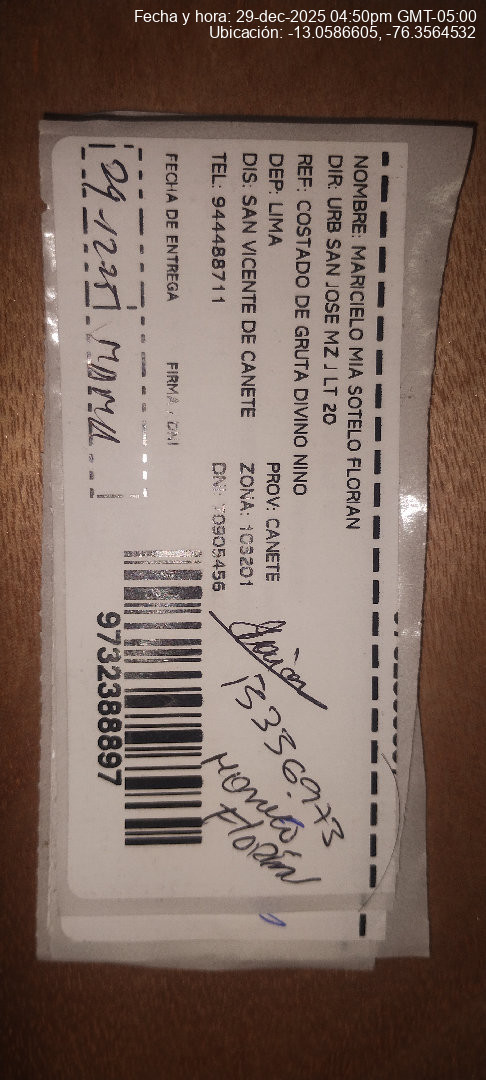 Fecha y hora: 29-dec-2025 04:50pm GMT-05:00
Ubicación: -13.0586605, -76.3564532
NOMBRE: MARICIELO MIA SOTELO FLORIAN
DIR: URB SAN JOSE MZ J LT 20
REF: COSTADO DE GRUTA DIVINO NINO
DEP: LIMA PROV: CANETE
DIS: SAN VICENTE DE CANETE ZONA: 103201
TEL: 944488711 DNI: 70905456
FECHA DE ENTREGA FIRMA / DNI
29-12-25 MAMA
9732388897
15336973
Florián